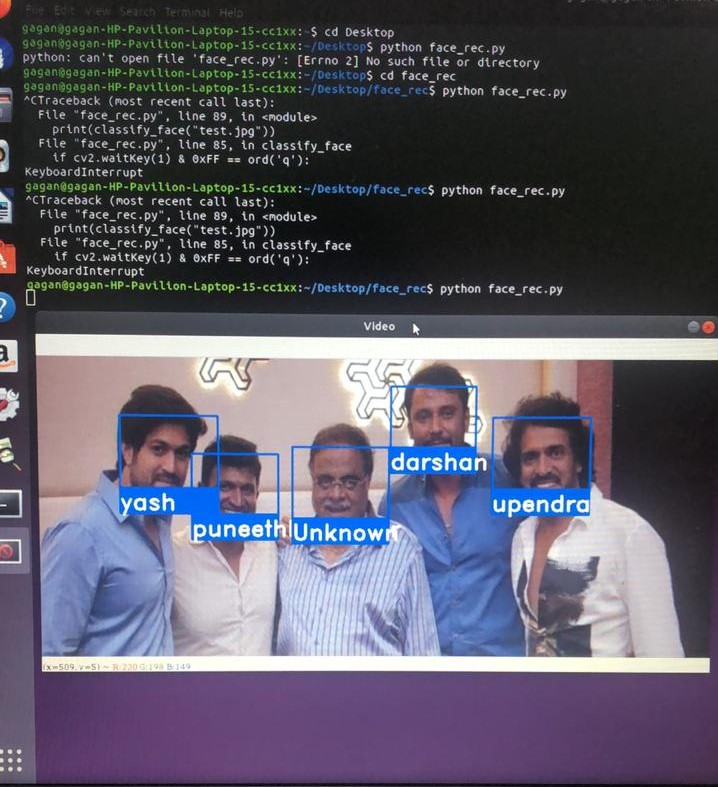 File Edit View Search Terminal Help
gagan@gagan-HP-Pavilion-Laptop-15-cc1xx:~$ cd Desktop
gagan@gagan-HP-Pavilion-Laptop-15-cc1xx:~/Desktop$ python face_rec.py
python: can't open file 'face_rec.py': [Errno 2] No such file or directory
gagan@gagan-HP-Pavilion-Laptop-15-cc1xx:~/Desktop$ cd face_rec
gagan@gagan-HP-Pavilion-Laptop-15-cc1xx:~/Desktop/face_rec$ python face_rec.py
^CTraceback (most recent call last):
  File "face_rec.py", line 89, in <module>
    print(classify_face("test.jpg"))
  File "face_rec.py", line 85, in classify_face
    if cv2.waitKey(1) & 0xFF == ord('q'):
KeyboardInterrupt
gagan@gagan-HP-Pavilion-Laptop-15-cc1xx:~/Desktop/face_rec$ python face_rec.py
^CTraceback (most recent call last):
  File "face_rec.py", line 89, in <module>
    print(classify_face("test.jpg"))
  File "face_rec.py", line 85, in classify_face
    if cv2.waitKey(1) & 0xFF == ord('q'):
KeyboardInterrupt
gagan@gagan-HP-Pavilion-Laptop-15-cc1xx:~/Desktop/face_rec$ python face_rec.py
Video
darshan
yash
upendra
puneeth
Unknown
(x=509, y=5) ~ R:220 G:198 B:149